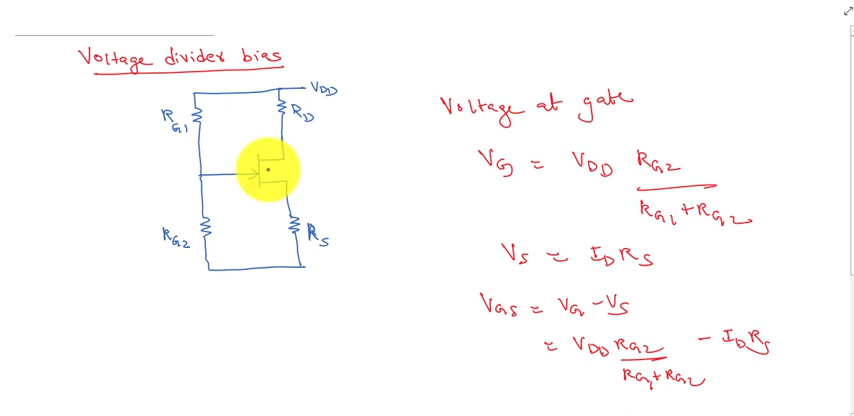 Voltage divider bias
VDD
RG1
RD
RG2
RS
Voltage at gate
VG = VDD RG2
RG1+RG2
VS = IDRS
VGS = VG - VS
= VDD RG2 - IDRS
RG1+RG2